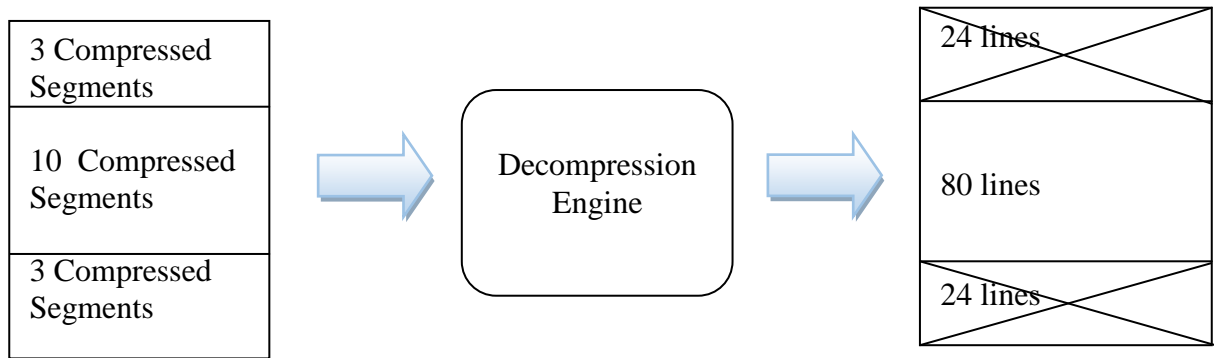 3 Compressed
Segments
10 Compressed
Segments
3 Compressed
Segments
Decompression
Engine
24 lines
80 lines
24 lines